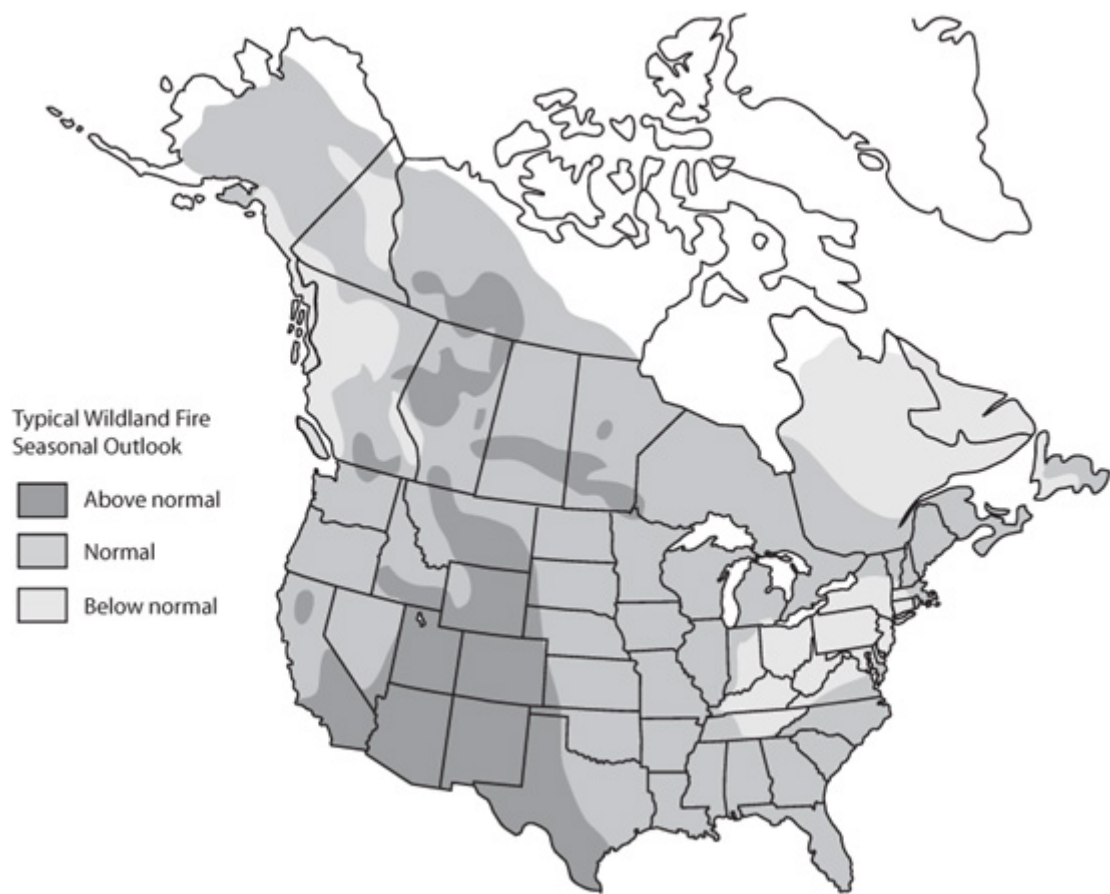 Typical Wildland Fire
Seasonal Outlook
Above normal
Normal
Below normal